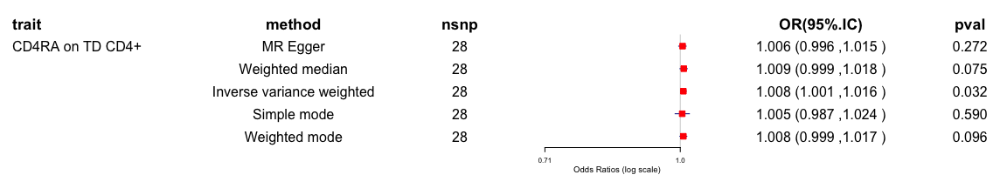 trait method nsnp OR(95%.IC) pval
CD4RA on TD CD4+ MR Egger 28 1.006 (0.996 ,1.015 ) 0.272
Weighted median 28 1.009 (0.999 ,1.018 ) 0.075
Inverse variance weighted 28 1.008 (1.001 ,1.016 ) 0.032
Simple mode 28 1.005 (0.987 ,1.024 ) 0.590
Weighted mode 28 1.008 (0.999 ,1.017 ) 0.096
0.71 1.0
Odds Ratios (log scale)